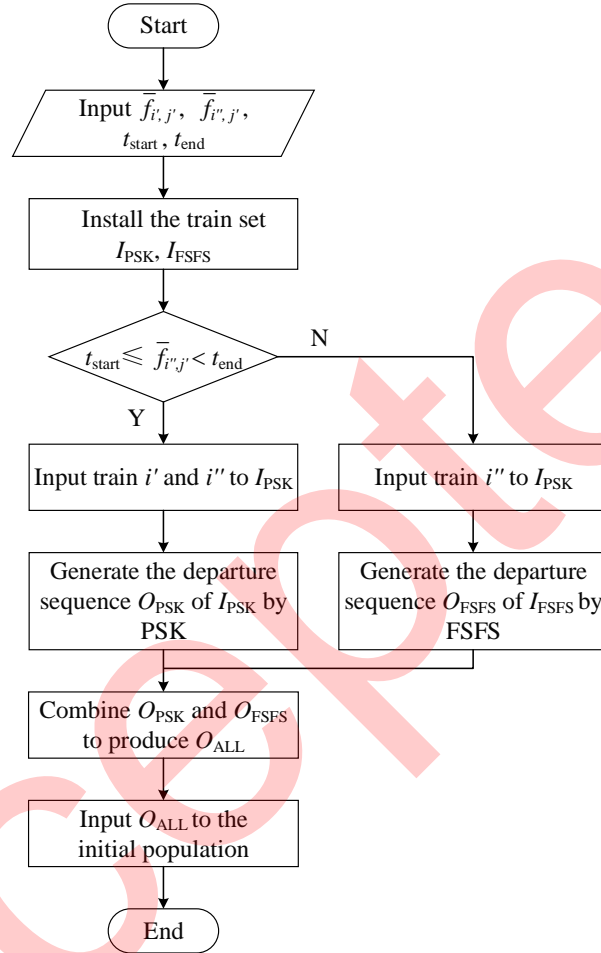 Start
Input f̅i′, j′, f̅i″, j′,
tstart , tend
Install the train set
IPSK, IFSFS
tstart ≤ f̅i″,j′ < tend
N
Y
Input train i′ and i″ to IPSK
Input train i″ to IPSK
Generate the departure
sequence OPSK of IPSK by
PSK
Generate the departure
sequence OFSFS of IFSFS by
FSFS
Combine OPSK and OFSFS
to produce OALL
Input OALL to the
initial population
End
cepte